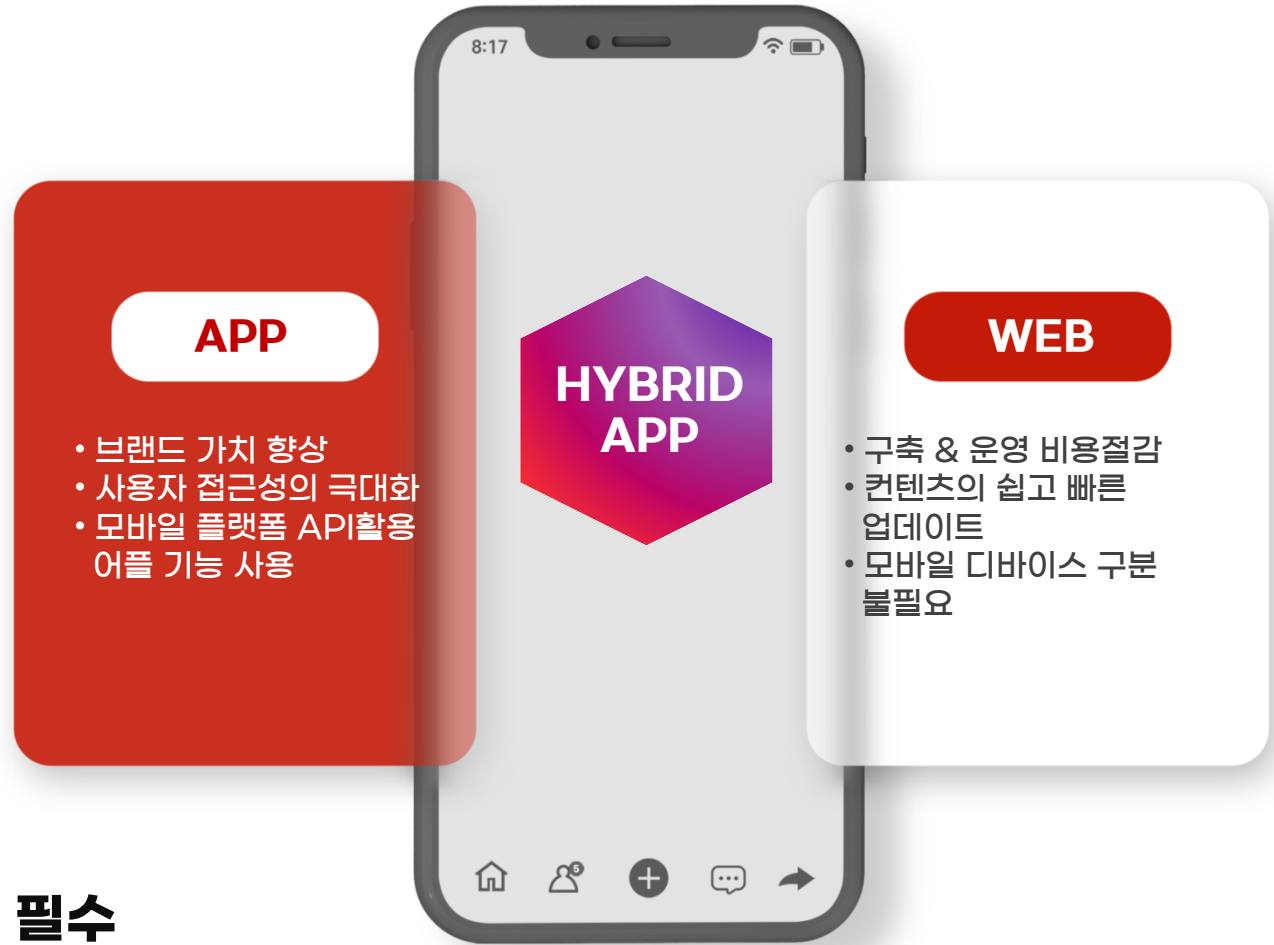 8:17
APP
• 브랜드 가치 향상
• 사용자 접근성의 극대화
• 모바일 플랫폼 API활용
어플 기능 사용
HYBRID
APP
WEB
• 구축 & 운영 비용절감
• 컨텐츠의 쉽고 빠른
업데이트
• 모바일 디바이스 구분
불필요
5
필수